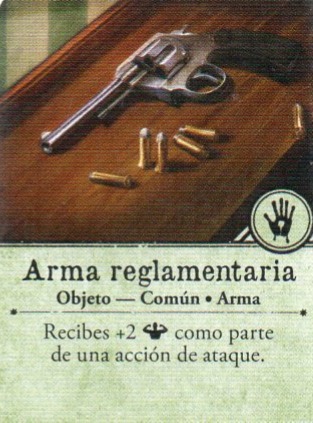 Arma reglamentaria
Objeto — Común • Arma
Recibes +2 como parte
de una acción de ataque.